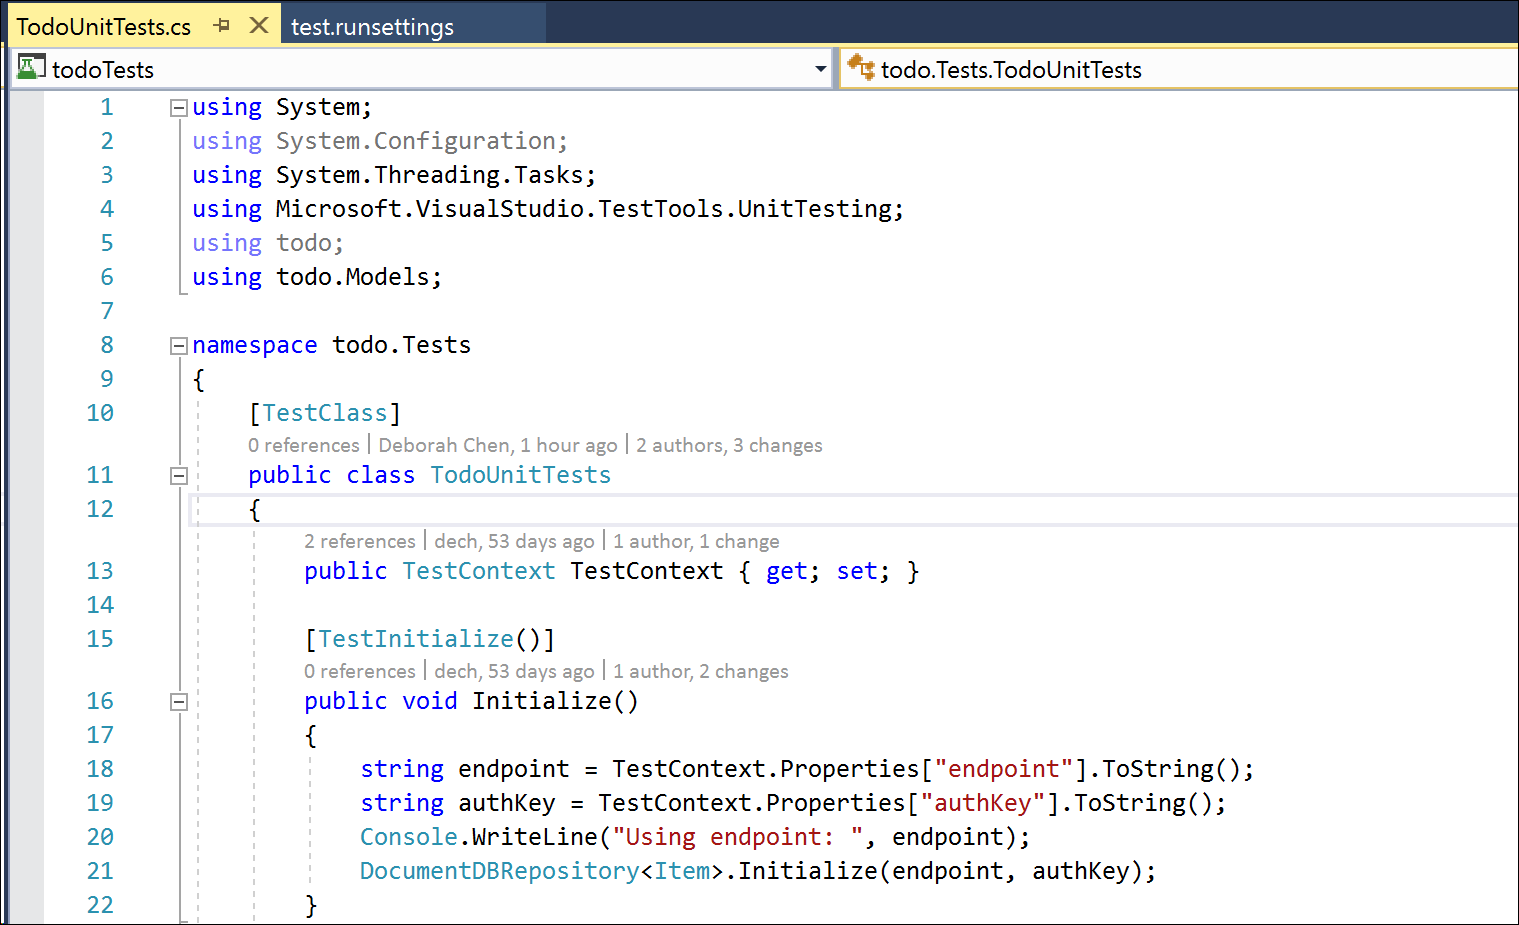 TodoUnitTests.cs test.runsettings
todoTests todo.Tests.TodoUnitTests
1 using System;
2 using System.Configuration;
3 using System.Threading.Tasks;
4 using Microsoft.VisualStudio.TestTools.UnitTesting;
5 using todo;
6 using todo.Models;
7
8 namespace todo.Tests
9 {
10 [TestClass]
0 references | Deborah Chen, 1 hour ago | 2 authors, 3 changes
11 public class TodoUnitTests
12 {
2 references | dech, 53 days ago | 1 author, 1 change
13 public TestContext TestContext { get; set; }
14
15 [TestInitialize()]
0 references | dech, 53 days ago | 1 author, 2 changes
16 public void Initialize()
17 {
18 string endpoint = TestContext.Properties["endpoint"].ToString();
19 string authKey = TestContext.Properties["authKey"].ToString();
20 Console.WriteLine("Using endpoint: ", endpoint);
21 DocumentDBRepository<Item>.Initialize(endpoint, authKey);
22 }